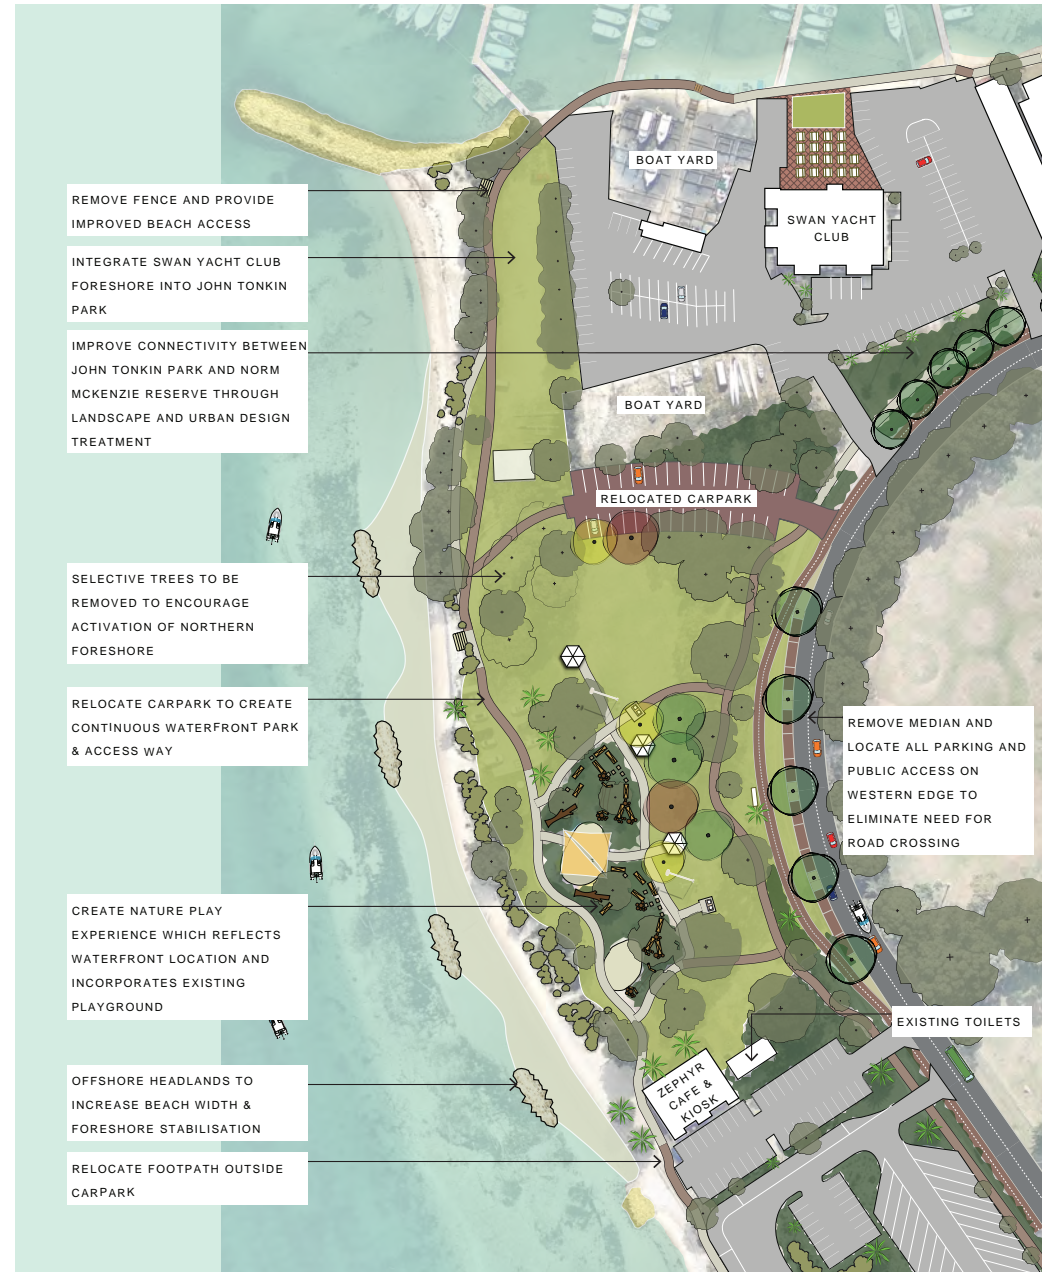 BOAT YARD
SWAN YACHT
CLUB
REMOVE FENCE AND PROVIDE
IMPROVED BEACH ACCESS
INTEGRATE SWAN YACHT CLUB
FORESHORE INTO JOHN TONKIN
PARK
IMPROVE CONNECTIVITY BETWEEN
JOHN TONKIN PARK AND NORM
MCKENZIE RESERVE THROUGH
LANDSCAPE AND URBAN DESIGN
TREATMENT
BOAT YARD
RELOCATED CARPARK
SELECTIVE TREES TO BE
REMOVED TO ENCOURAGE
ACTIVATION OF NORTHERN
FORESHORE
RELOCATE CARPARK TO CREATE
CONTINUOUS WATERFRONT PARK
& ACCESS WAY
REMOVE MEDIAN AND
LOCATE ALL PARKING AND
PUBLIC ACCESS ON
WESTERN EDGE TO
ELIMINATE NEED FOR
ROAD CROSSING
CREATE NATURE PLAY
EXPERIENCE WHICH REFLECTS
WATERFRONT LOCATION AND
INCORPORATES EXISTING
PLAYGROUND
EXISTING TOILETS
ZEPHYR
CAFE &
KIOSK
OFFSHORE HEADLANDS TO
INCREASE BEACH WIDTH &
FORESHORE STABILISATION
RELOCATE FOOTPATH OUTSIDE
CARPARK